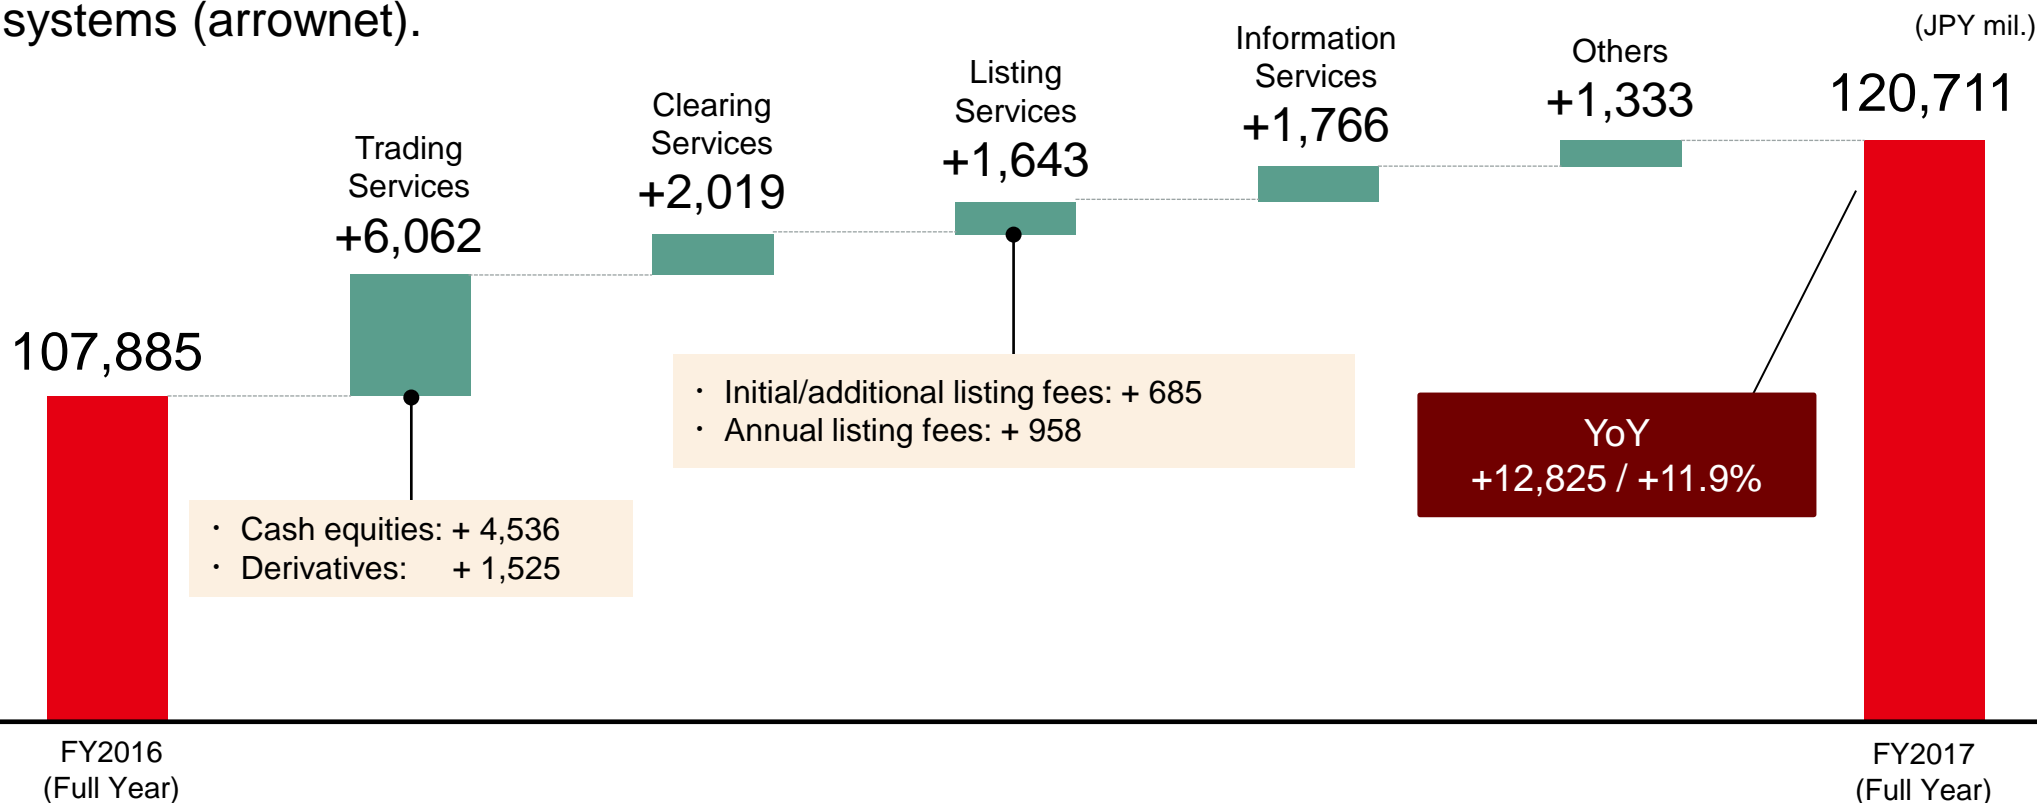 systems (arrownet).
(JPY mil.)
107,885
Trading
Services
+6,062
・ Cash equities: + 4,536
・ Derivatives: + 1,525
Clearing
Services
+2,019
Listing
Services
+1,643
・ Initial/additional listing fees: + 685
・ Annual listing fees: + 958
Information
Services
+1,766
Others
+1,333
120,711
YoY
+12,825 / +11.9%
FY2016
(Full Year)
FY2017
(Full Year)